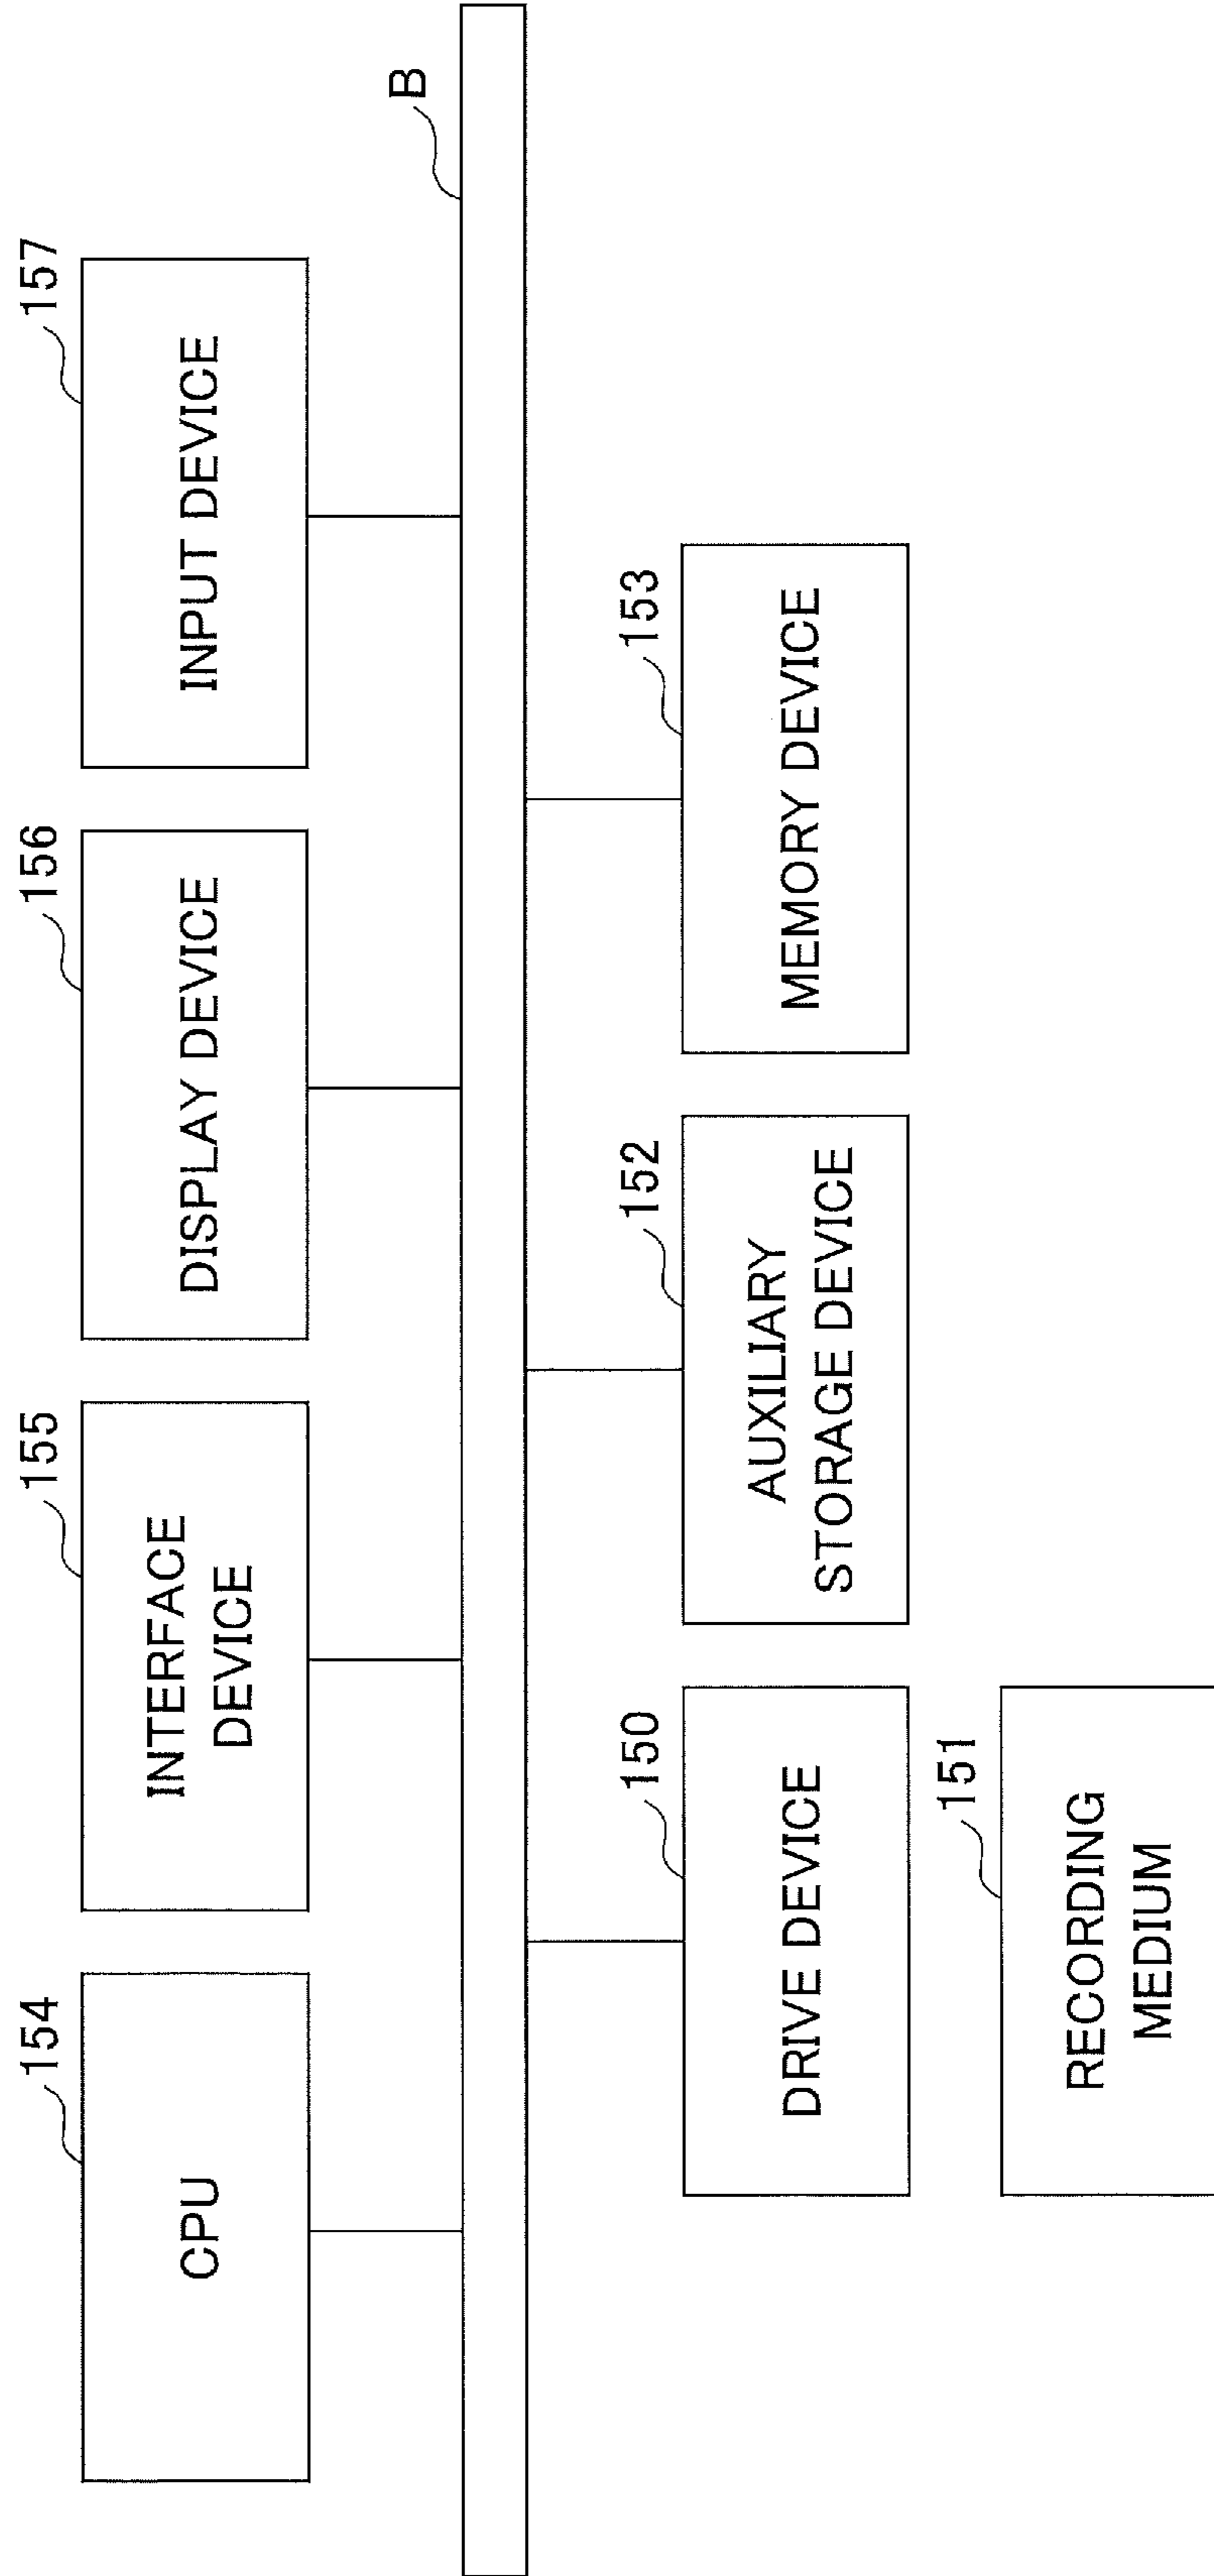 154
CPU
155
INTERFACE
DEVICE
156
DISPLAY DEVICE
157
INPUT DEVICE
B
150
DRIVE DEVICE
152
AUXILIARY
STORAGE DEVICE
153
MEMORY DEVICE
151
RECORDING
MEDIUM